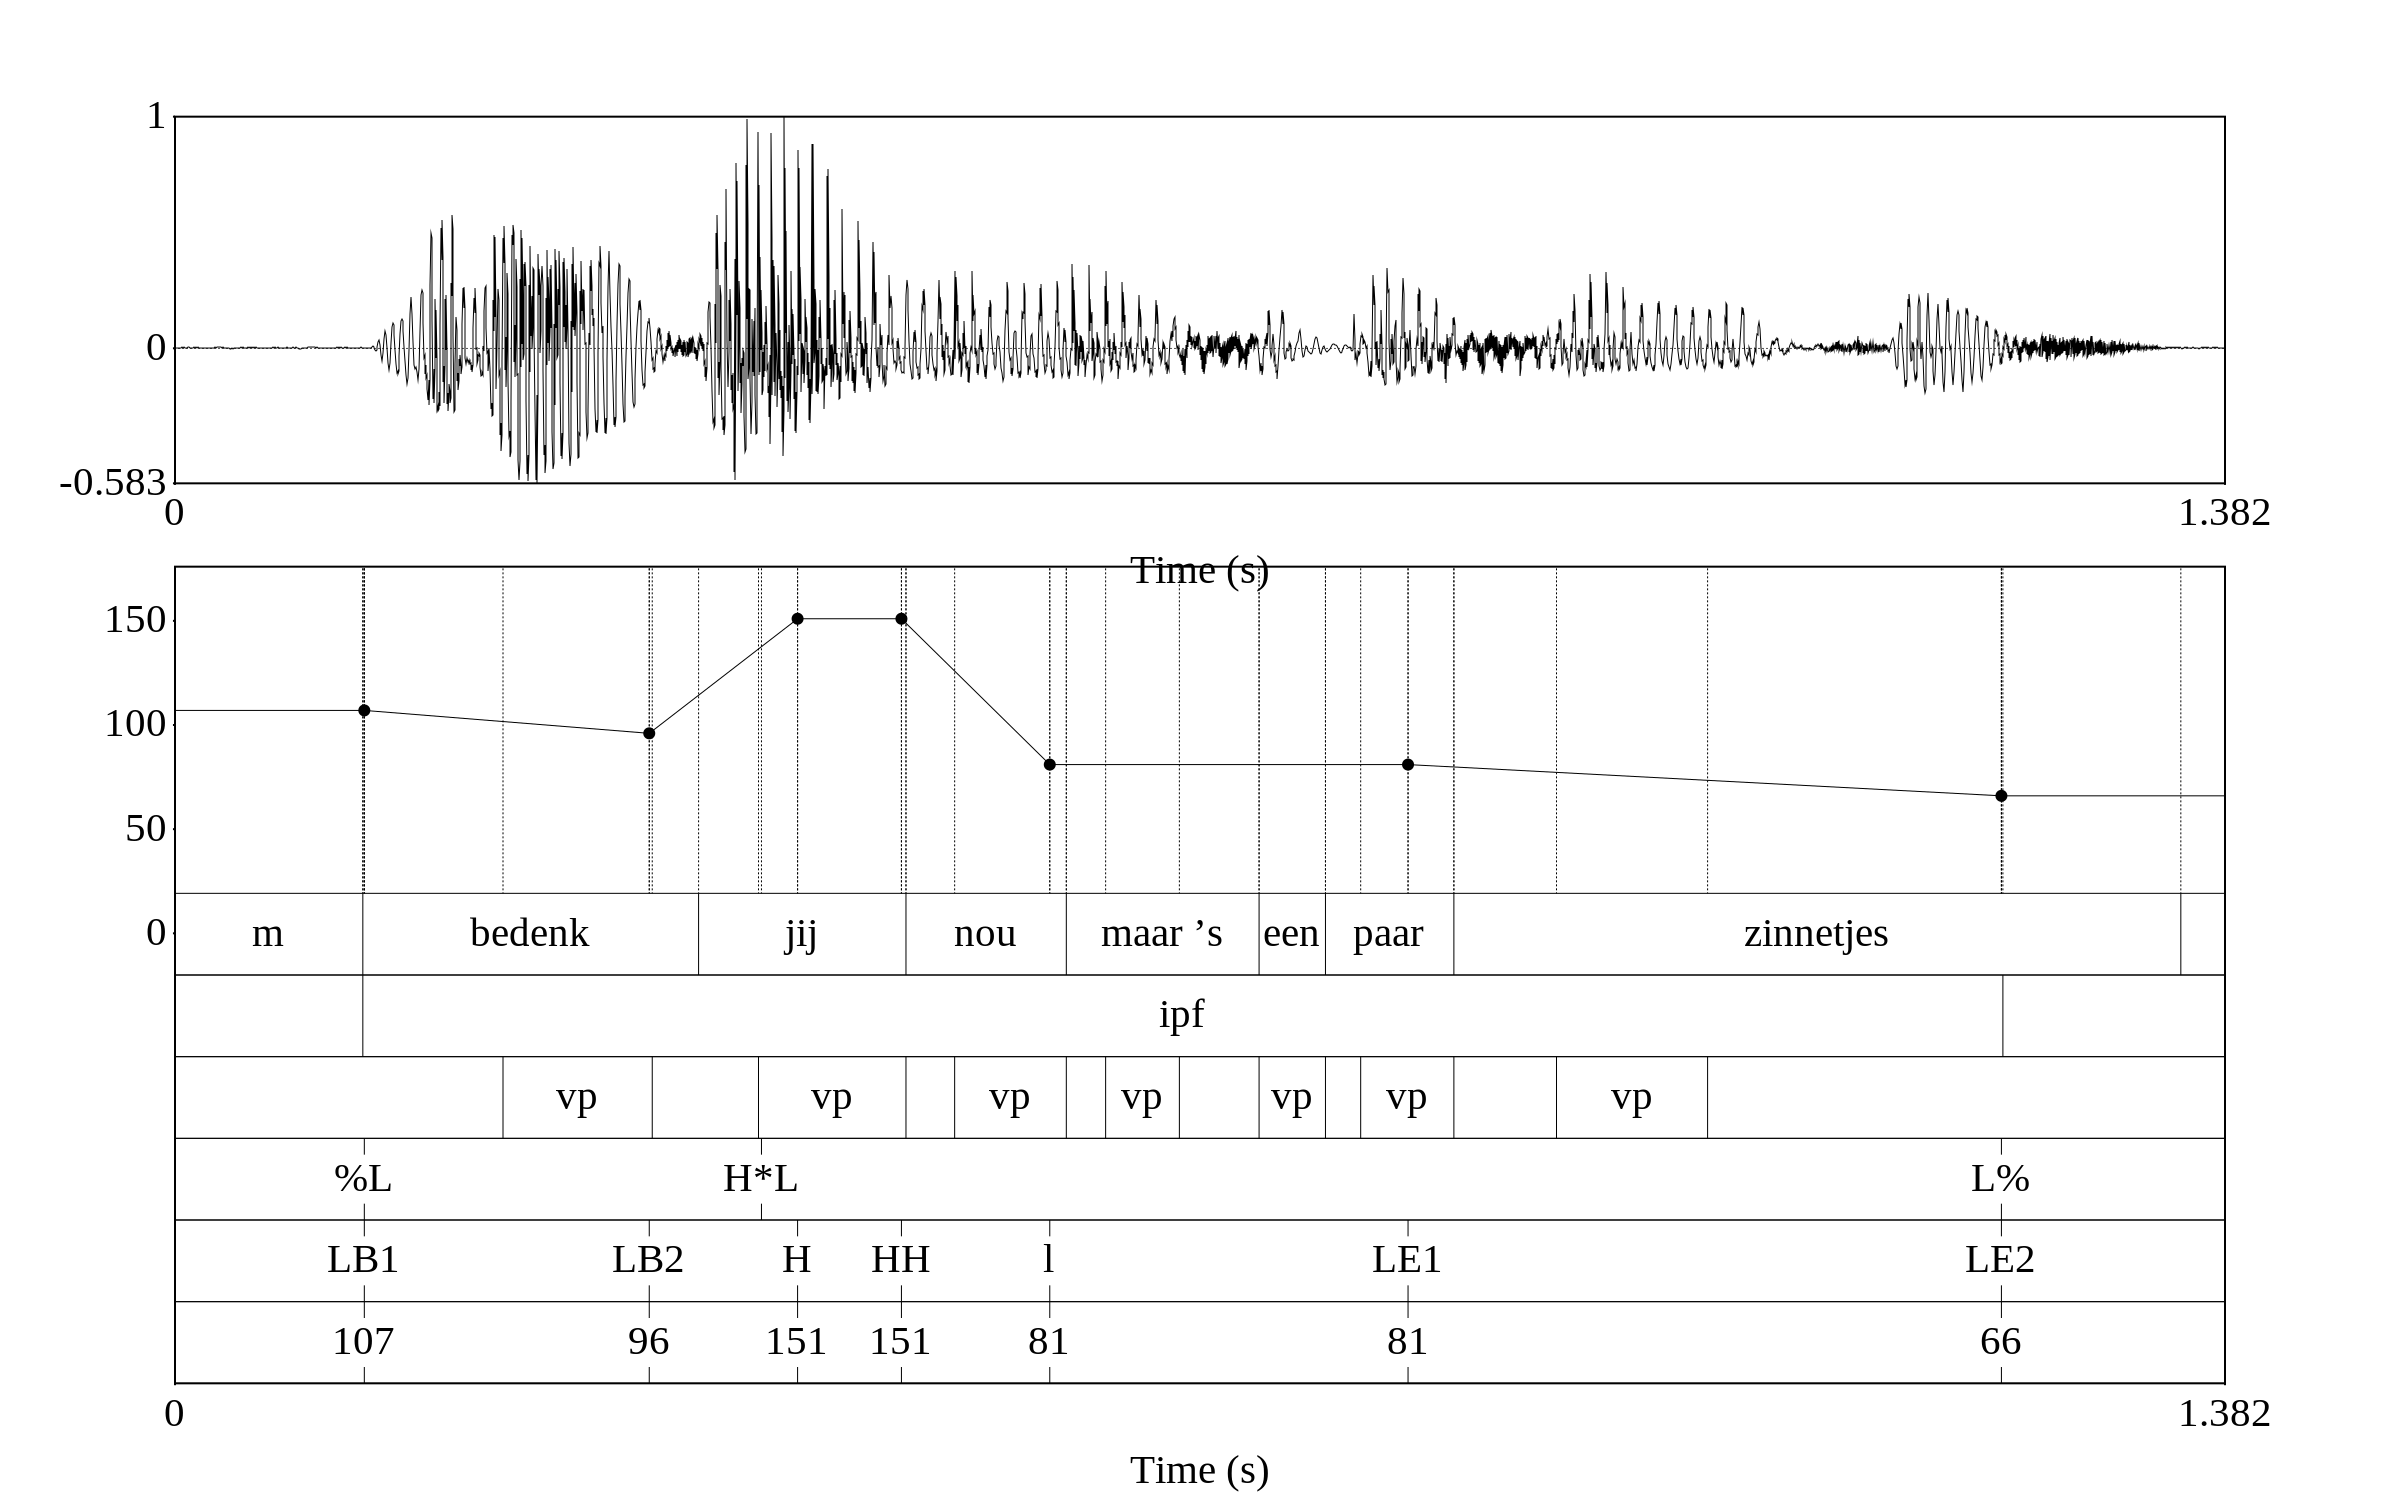 1
0
-0.583
0 1.382
Time (s)
150
100
50
0
m bedenk jij nou maar ’s een paar zinnetjes
ipf
vp vp vp vp vp vp vp
%L H*L L%
LB1 LB2 H HH l LE1 LE2
107 96 151 151 81 81 66
0 1.382
Time (s)